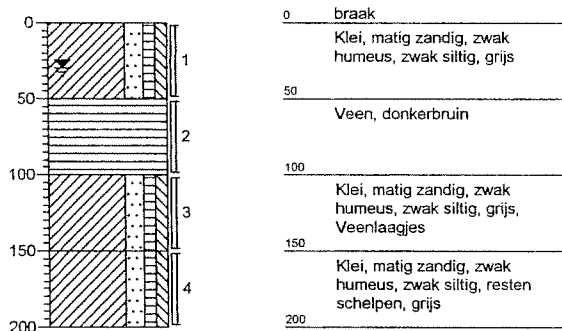 0
50
100
150
200
1
2
3
4
0 braak
Klei, matig zandig, zwak
humeus, zwak siltig, grijs
50
Veen, donkerbruin
100
Klei, matig zandig, zwak
humeus, zwak siltig, grijs,
Veenlaagjes
150
Klei, matig zandig, zwak
humeus, zwak siltig, resten
schelpen, grijs
200